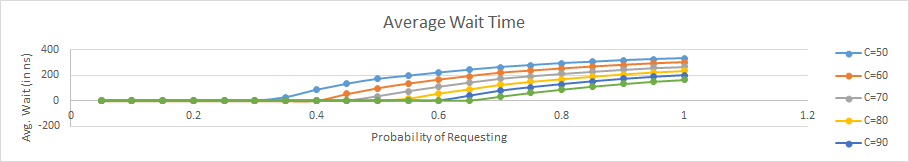 Average Wait Time
400
200
0
-200
0
0.2
0.4
0.6
0.8
1
1.2
Avg. Wait (in ns)
Probability of Requesting
C=50
C=60
C=70
C=80
C=90